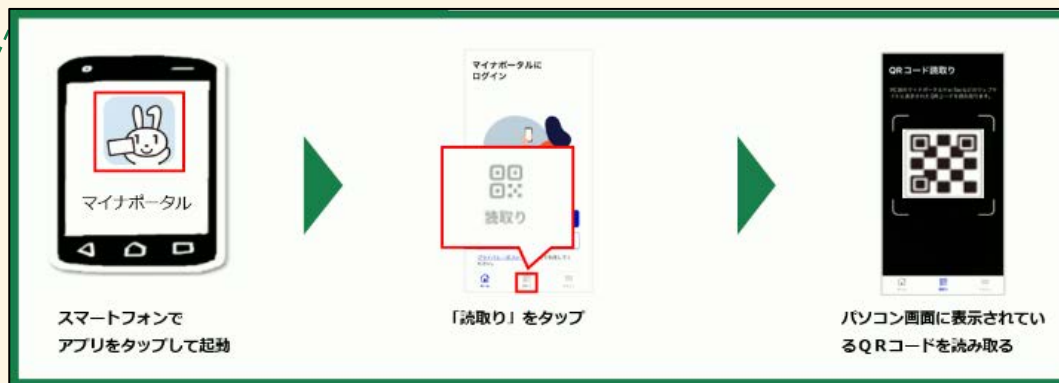 マイナポータル
スマートフォンで
アプリをタップして起動
マイナポータルに
ログイン
読取り
「読取り」をタップ
QRコード読取り
パソコン画面に表示されてい
るQRコードを読み取る